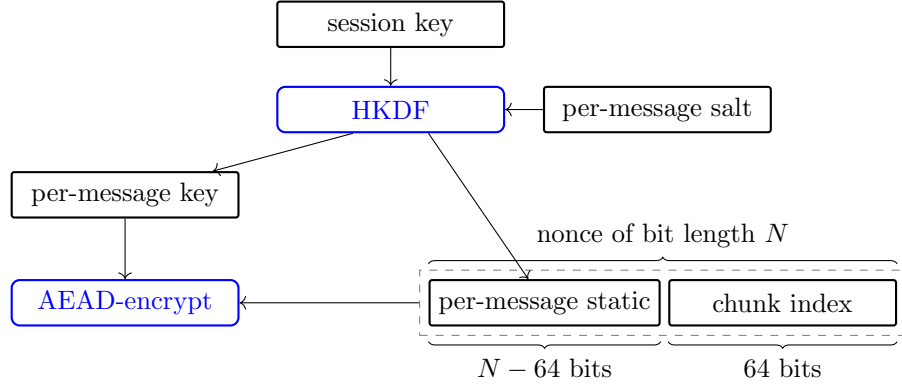 session key
HKDF
per-message salt
per-message key
nonce of bit length N
AEAD-encrypt
per-message static
chunk index
N − 64 bits
64 bits